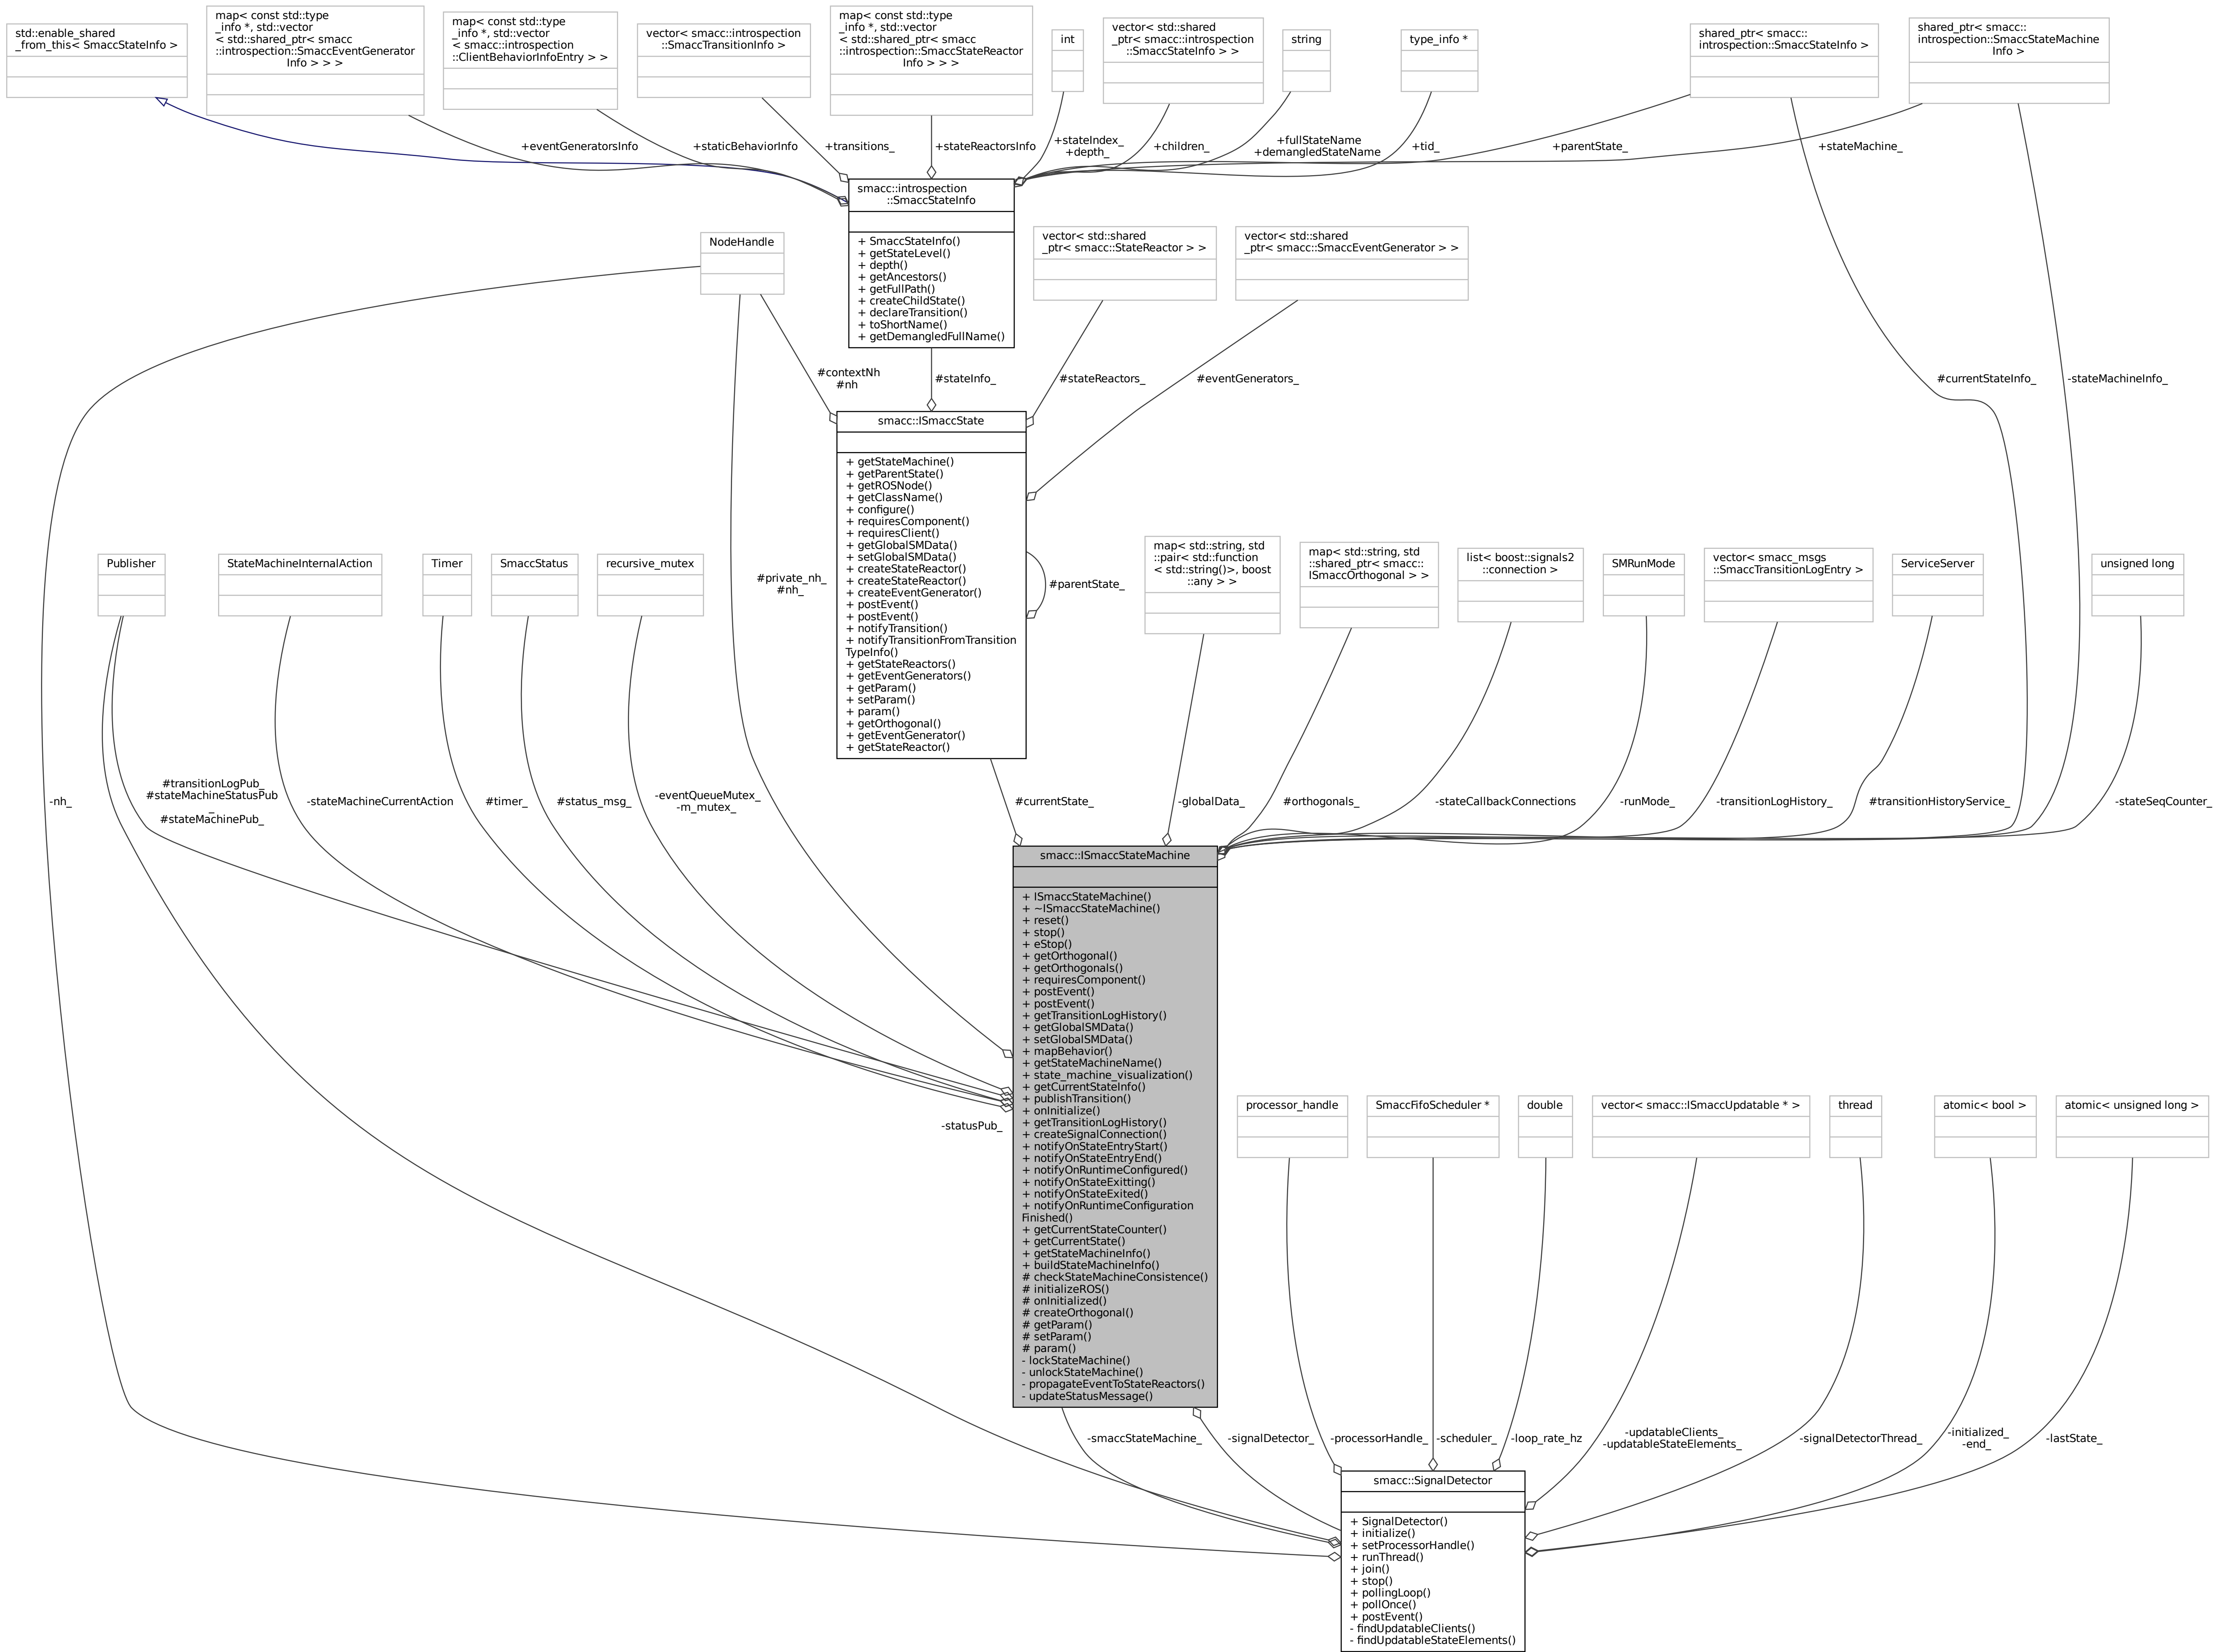 std::enable_shared
_from_this< SmaccStateInfo >
map< const std::type
_info *, std::vector
< std::shared_ptr< smacc
::introspection::SmaccEventGenerator
Info > > >
map< const std::type
_info *, std::vector
< smacc::introspection
::ClientBehaviorInfoEntry > >
vector< smacc::introspection
::SmaccTransitionInfo >
map< const std::type
_info *, std::vector
< std::shared_ptr< smacc
::introspection::SmaccStateReactor
Info > > >
int
vector< std::shared
_ptr< smacc::introspection
::SmaccStateInfo > >
string
type_info *
shared_ptr< smacc::
introspection::SmaccStateInfo >
shared_ptr< smacc::
introspection::SmaccStateMachine
Info >
+eventGeneratorsInfo
+staticBehaviorInfo
+transitions_
+stateReactorsInfo
+stateIndex_
+depth_
+children_
+fullStateName
+demangledStateName
+tid_
+parentState_
+stateMachine_
smacc::introspection
::SmaccStateInfo
+ SmaccStateInfo()
+ getStateLevel()
+ depth()
+ getAncestors()
+ getFullPath()
+ createChildState()
+ declareTransition()
+ toShortName()
+ getDemangledFullName()
NodeHandle
vector< std::shared
_ptr< smacc::StateReactor > >
vector< std::shared
_ptr< smacc::SmaccEventGenerator > >
#contextNh
#nh
#stateInfo_
#stateReactors_
#eventGenerators_
#currentStateInfo_
-stateMachineInfo_
smacc::ISmaccState
+ getStateMachine()
+ getParentState()
+ getROSNode()
+ getClassName()
+ configure()
+ requiresComponent()
+ requiresClient()
+ getGlobalSMData()
+ setGlobalSMData()
+ createStateReactor()
+ createStateReactor()
+ createEventGenerator()
+ postEvent()
+ postEvent()
+ notifyTransition()
+ notifyTransitionFromTransition
TypeInfo()
+ getStateReactors()
+ getEventGenerators()
+ getParam()
+ setParam()
+ param()
+ getOrthogonal()
+ getEventGenerator()
+ getStateReactor()
#parentState_
#private_nh_
#nh_
Publisher
StateMachineInternalAction
Timer
SmaccStatus
recursive_mutex
map< std::string, std
::pair< std::function
< std::string()>, boost
::any > >
map< std::string, std
::shared_ptr< smacc::
ISmaccOrthogonal > >
list< boost::signals2
::connection >
SMRunMode
vector< smacc_msgs
::SmaccTransitionLogEntry >
ServiceServer
unsigned long
-nh_
#transitionLogPub_
#stateMachineStatusPub
_
#stateMachinePub_
-stateMachineCurrentAction
#timer_
#status_msg_
-eventQueueMutex_
-m_mutex_
#currentState_
-globalData_
#orthogonals_
-stateCallbackConnections
-runMode_
-transitionLogHistory_
#transitionHistoryService_
-stateSeqCounter_
smacc::ISmaccStateMachine
+ ISmaccStateMachine()
+ ~ISmaccStateMachine()
+ reset()
+ stop()
+ eStop()
+ getOrthogonal()
+ getOrthogonals()
+ requiresComponent()
+ postEvent()
+ postEvent()
+ getTransitionLogHistory()
+ getGlobalSMData()
+ setGlobalSMData()
+ mapBehavior()
+ getStateMachineName()
+ state_machine_visualization()
+ getCurrentStateInfo()
+ publishTransition()
+ onInitialize()
+ getTransitionLogHistory()
+ createSignalConnection()
+ notifyOnStateEntryStart()
+ notifyOnStateEntryEnd()
+ notifyOnRuntimeConfigured()
+ notifyOnStateExitting()
+ notifyOnStateExited()
+ notifyOnRuntimeConfiguration
Finished()
+ getCurrentStateCounter()
+ getCurrentState()
+ getStateMachineInfo()
+ buildStateMachineInfo()
# checkStateMachineConsistence()
# initializeROS()
# onInitialized()
# createOrthogonal()
# getParam()
# setParam()
# param()
- lockStateMachine()
- unlockStateMachine()
- propagateEventToStateReactors()
- updateStatusMessage()
-statusPub_
processor_handle
SmaccFifoScheduler *
double
vector< smacc::ISmaccUpdatable * >
thread
atomic< bool >
atomic< unsigned long >
-smaccStateMachine_
-signalDetector_
-processorHandle_
-scheduler_
-loop_rate_hz
-updatableClients_
-updatableStateElements_
-signalDetectorThread_
-initialized_
-end_
-lastState_
smacc::SignalDetector
+ SignalDetector()
+ initialize()
+ setProcessorHandle()
+ runThread()
+ join()
+ stop()
+ pollingLoop()
+ pollOnce()
+ postEvent()
- findUpdatableClients()
- findUpdatableStateElements()